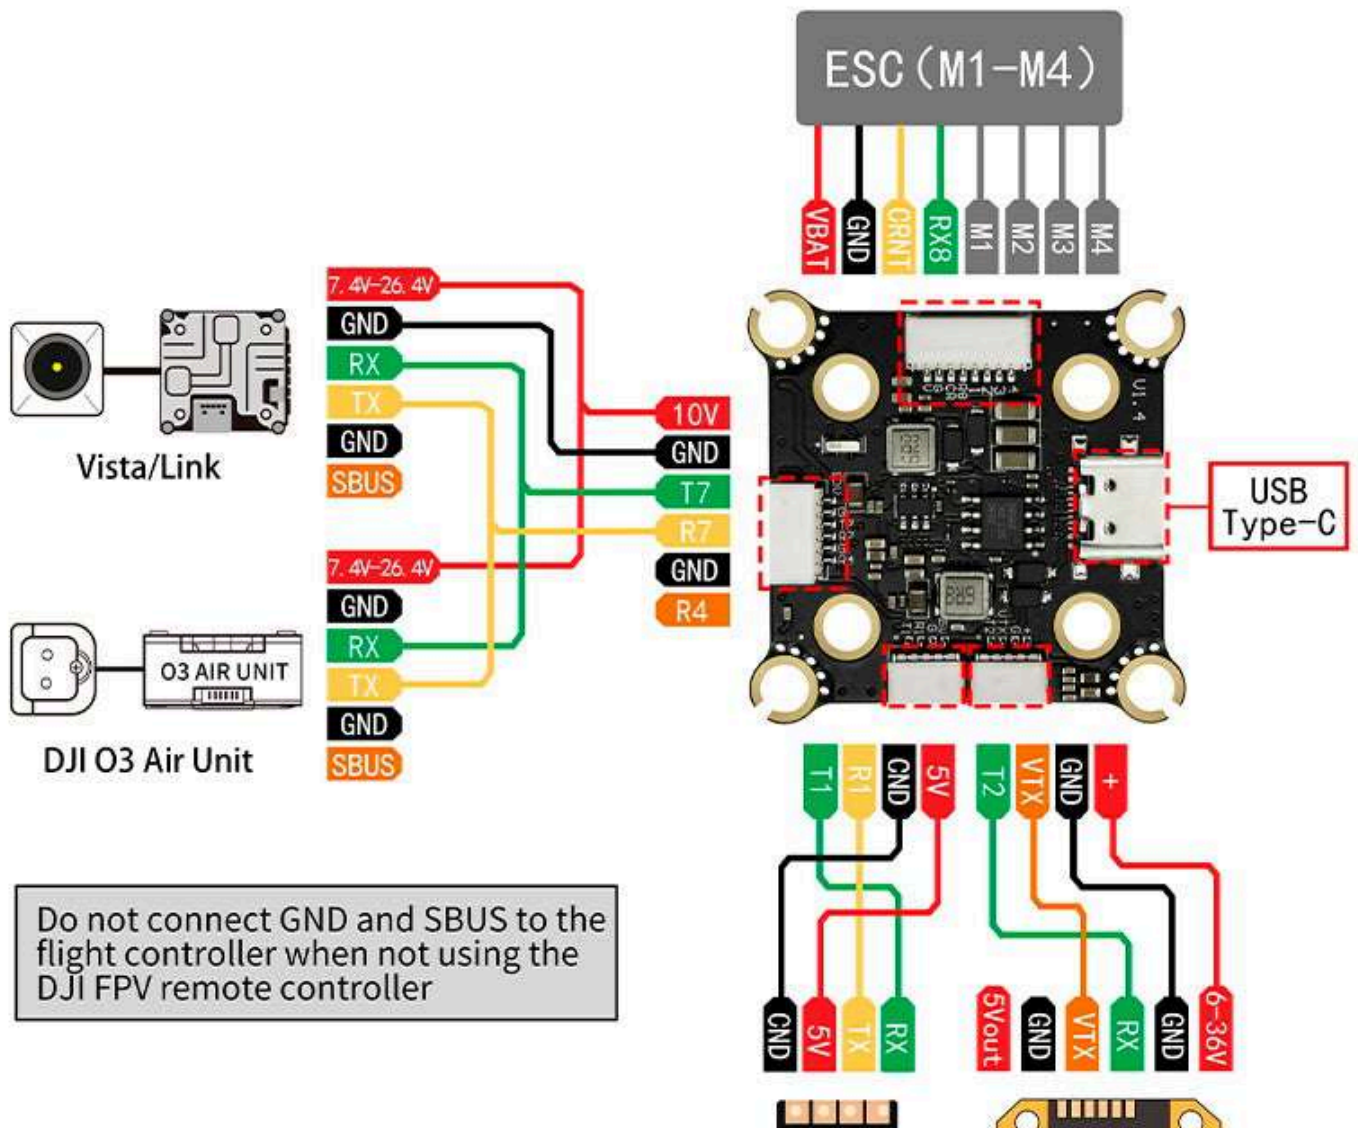 ESC (M1-M4)
VBAT
GND
CRNT
RX8
M1
M2
M3
M4
7.4V-26.4V
GND
RX
TX
GND
SBUS
Vista/Link
10V
GND
T7
R7
GND
R4
V1.4
USB
Type-C
7.4V-26.4V
GND
RX
TX
GND
SBUS
O3 AIR UNIT
DJI O3 Air Unit
T1
R1
GND
5V
T2
VTX
GND
+
Do not connect GND and SBUS to the
flight controller when not using the
DJI FPV remote controller
GND
5V
TX
RX
5Vout
GND
VTX
RX
GND
6-36V